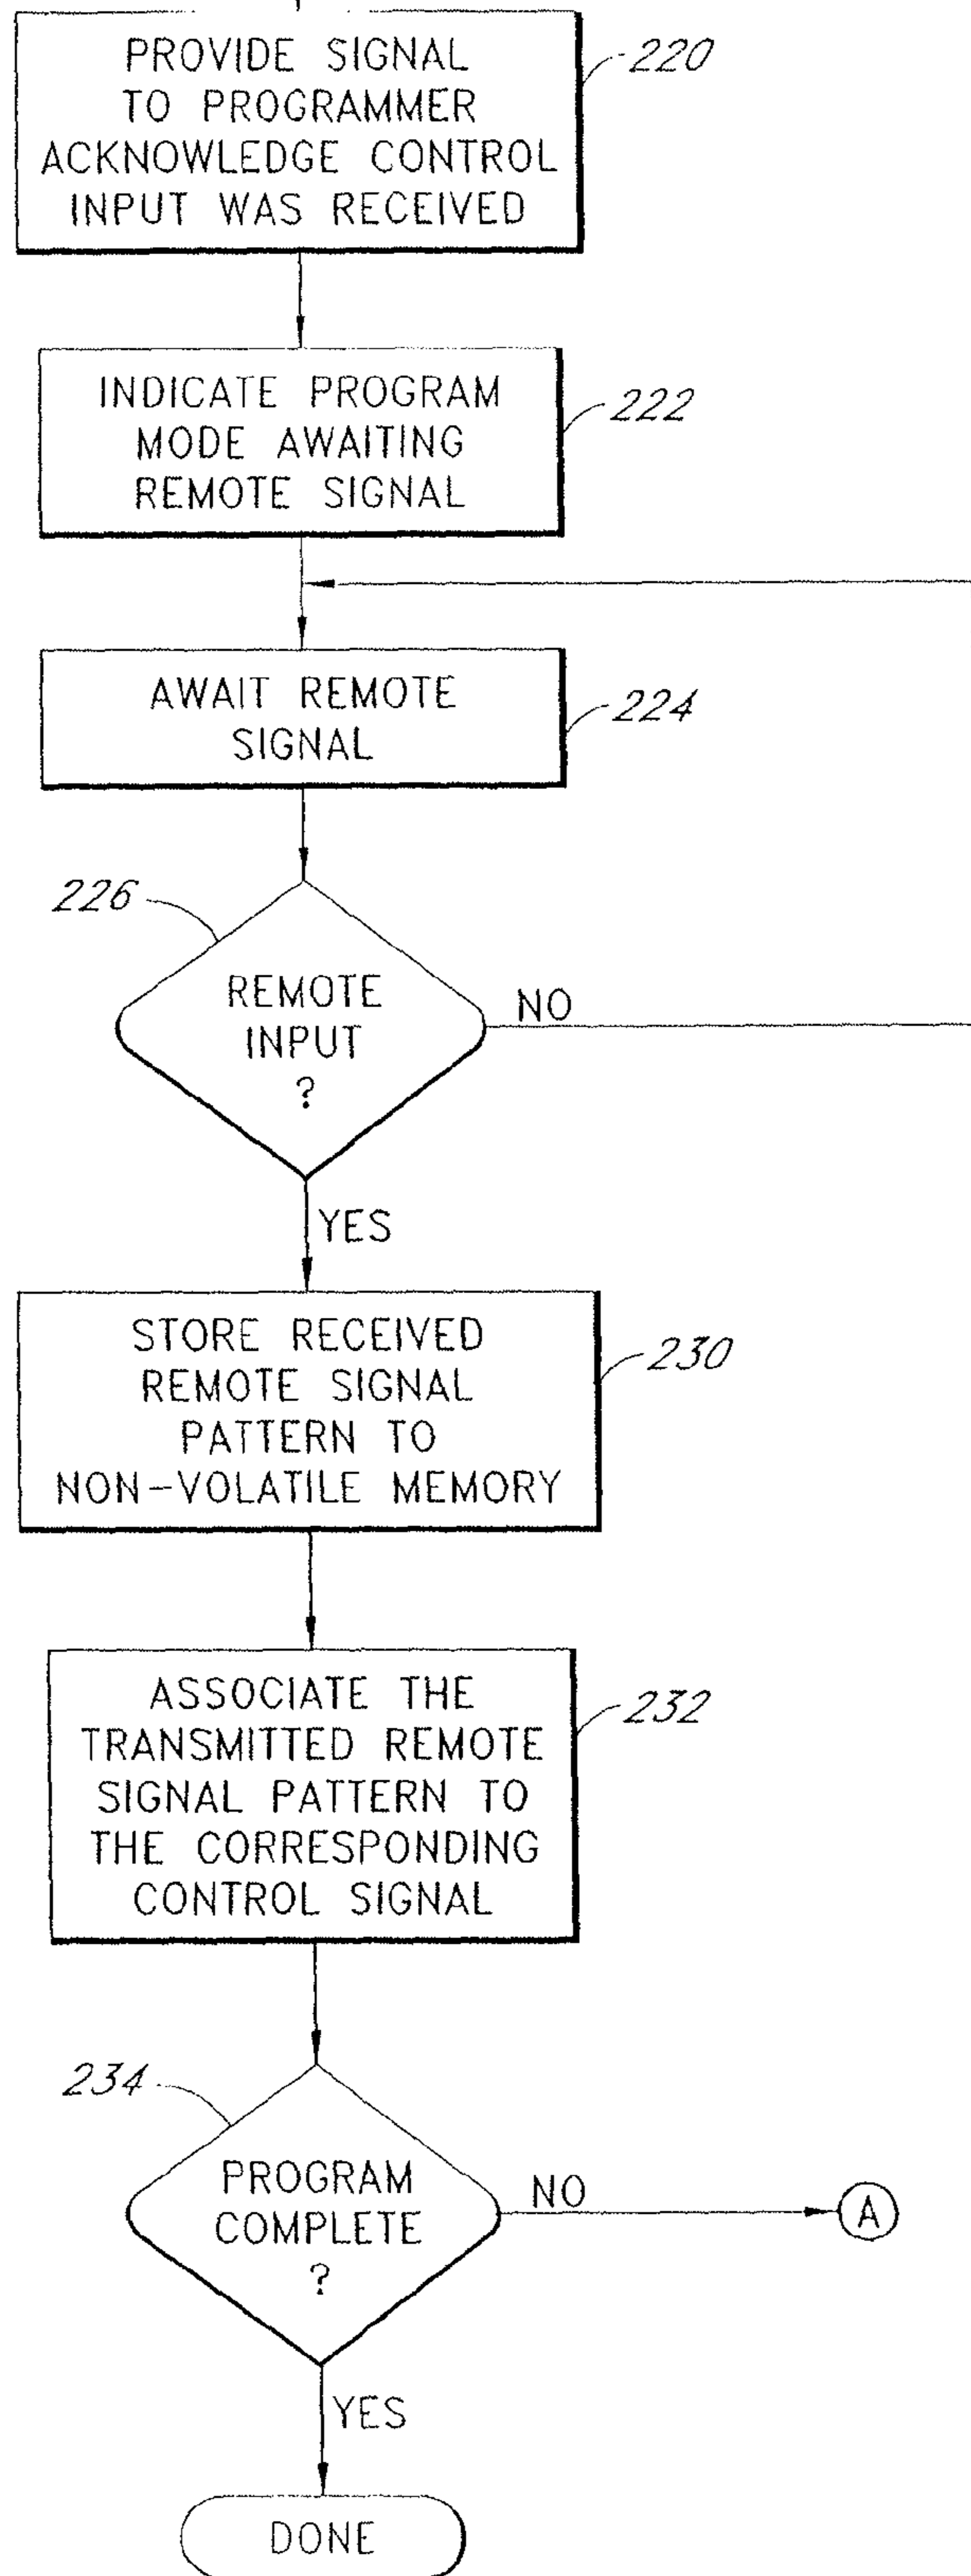 PROVIDE SIGNAL
TO PROGRAMMER
ACKNOWLEDGE CONTROL
INPUT WAS RECEIVED
220
INDICATE PROGRAM
MODE AWAITING
REMOTE SIGNAL
222
AWAIT REMOTE
SIGNAL
224
226
REMOTE
INPUT
?
NO
YES
STORE RECEIVED
REMOTE SIGNAL
PATTERN TO
NON-VOLATILE MEMORY
230
ASSOCIATE THE
TRANSMITTED REMOTE
SIGNAL PATTERN TO
THE CORRESPONDING
CONTROL SIGNAL
232
234
PROGRAM
COMPLETE
?
NO
A
YES
DONE